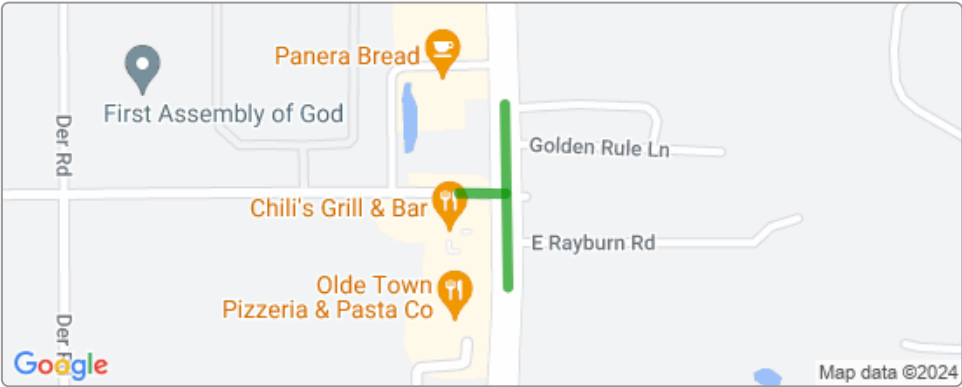 Panera Bread
First Assembly of God
Der Rd
Golden Rule Ln
Chili's Grill & Bar
E Rayburn Rd
Olde Town
Pizzeria & Pasta Co
Der
Google
Map data ©2024